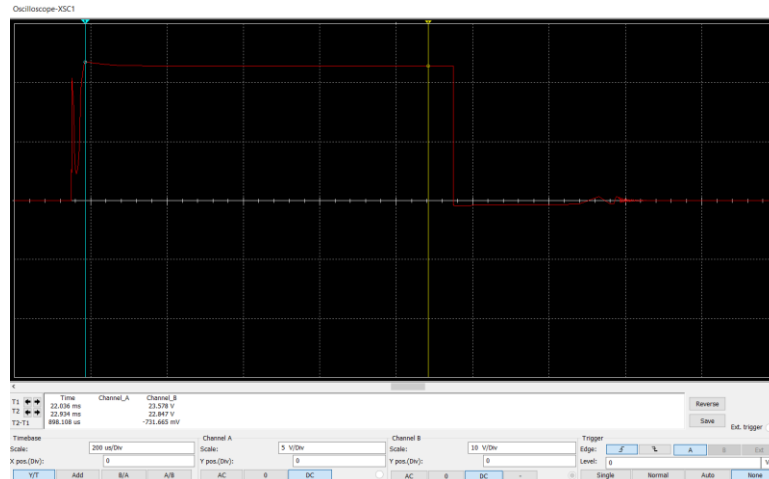 Oscilloscope-XSC1
Time Channel_A Channel_B
T1 22.036 ms 23.578 V
T2 22.934 ms 22.847 V
T2-T1 898.108 us -731.665 mV
Reverse
Save
Ext. trigger
Timebase
Scale: 200 us/Div
X pos.(Div): 0
Y/T Add B/A A/B
Channel A
Scale: 5 V/Div
Y pos.(Div): 0
AC 0 DC
Channel B
Scale: 10 V/Div
Y pos.(Div): 0
AC 0 DC -
Trigger
Edge: A B Ext
Level: 0 V
Single Normal Auto None